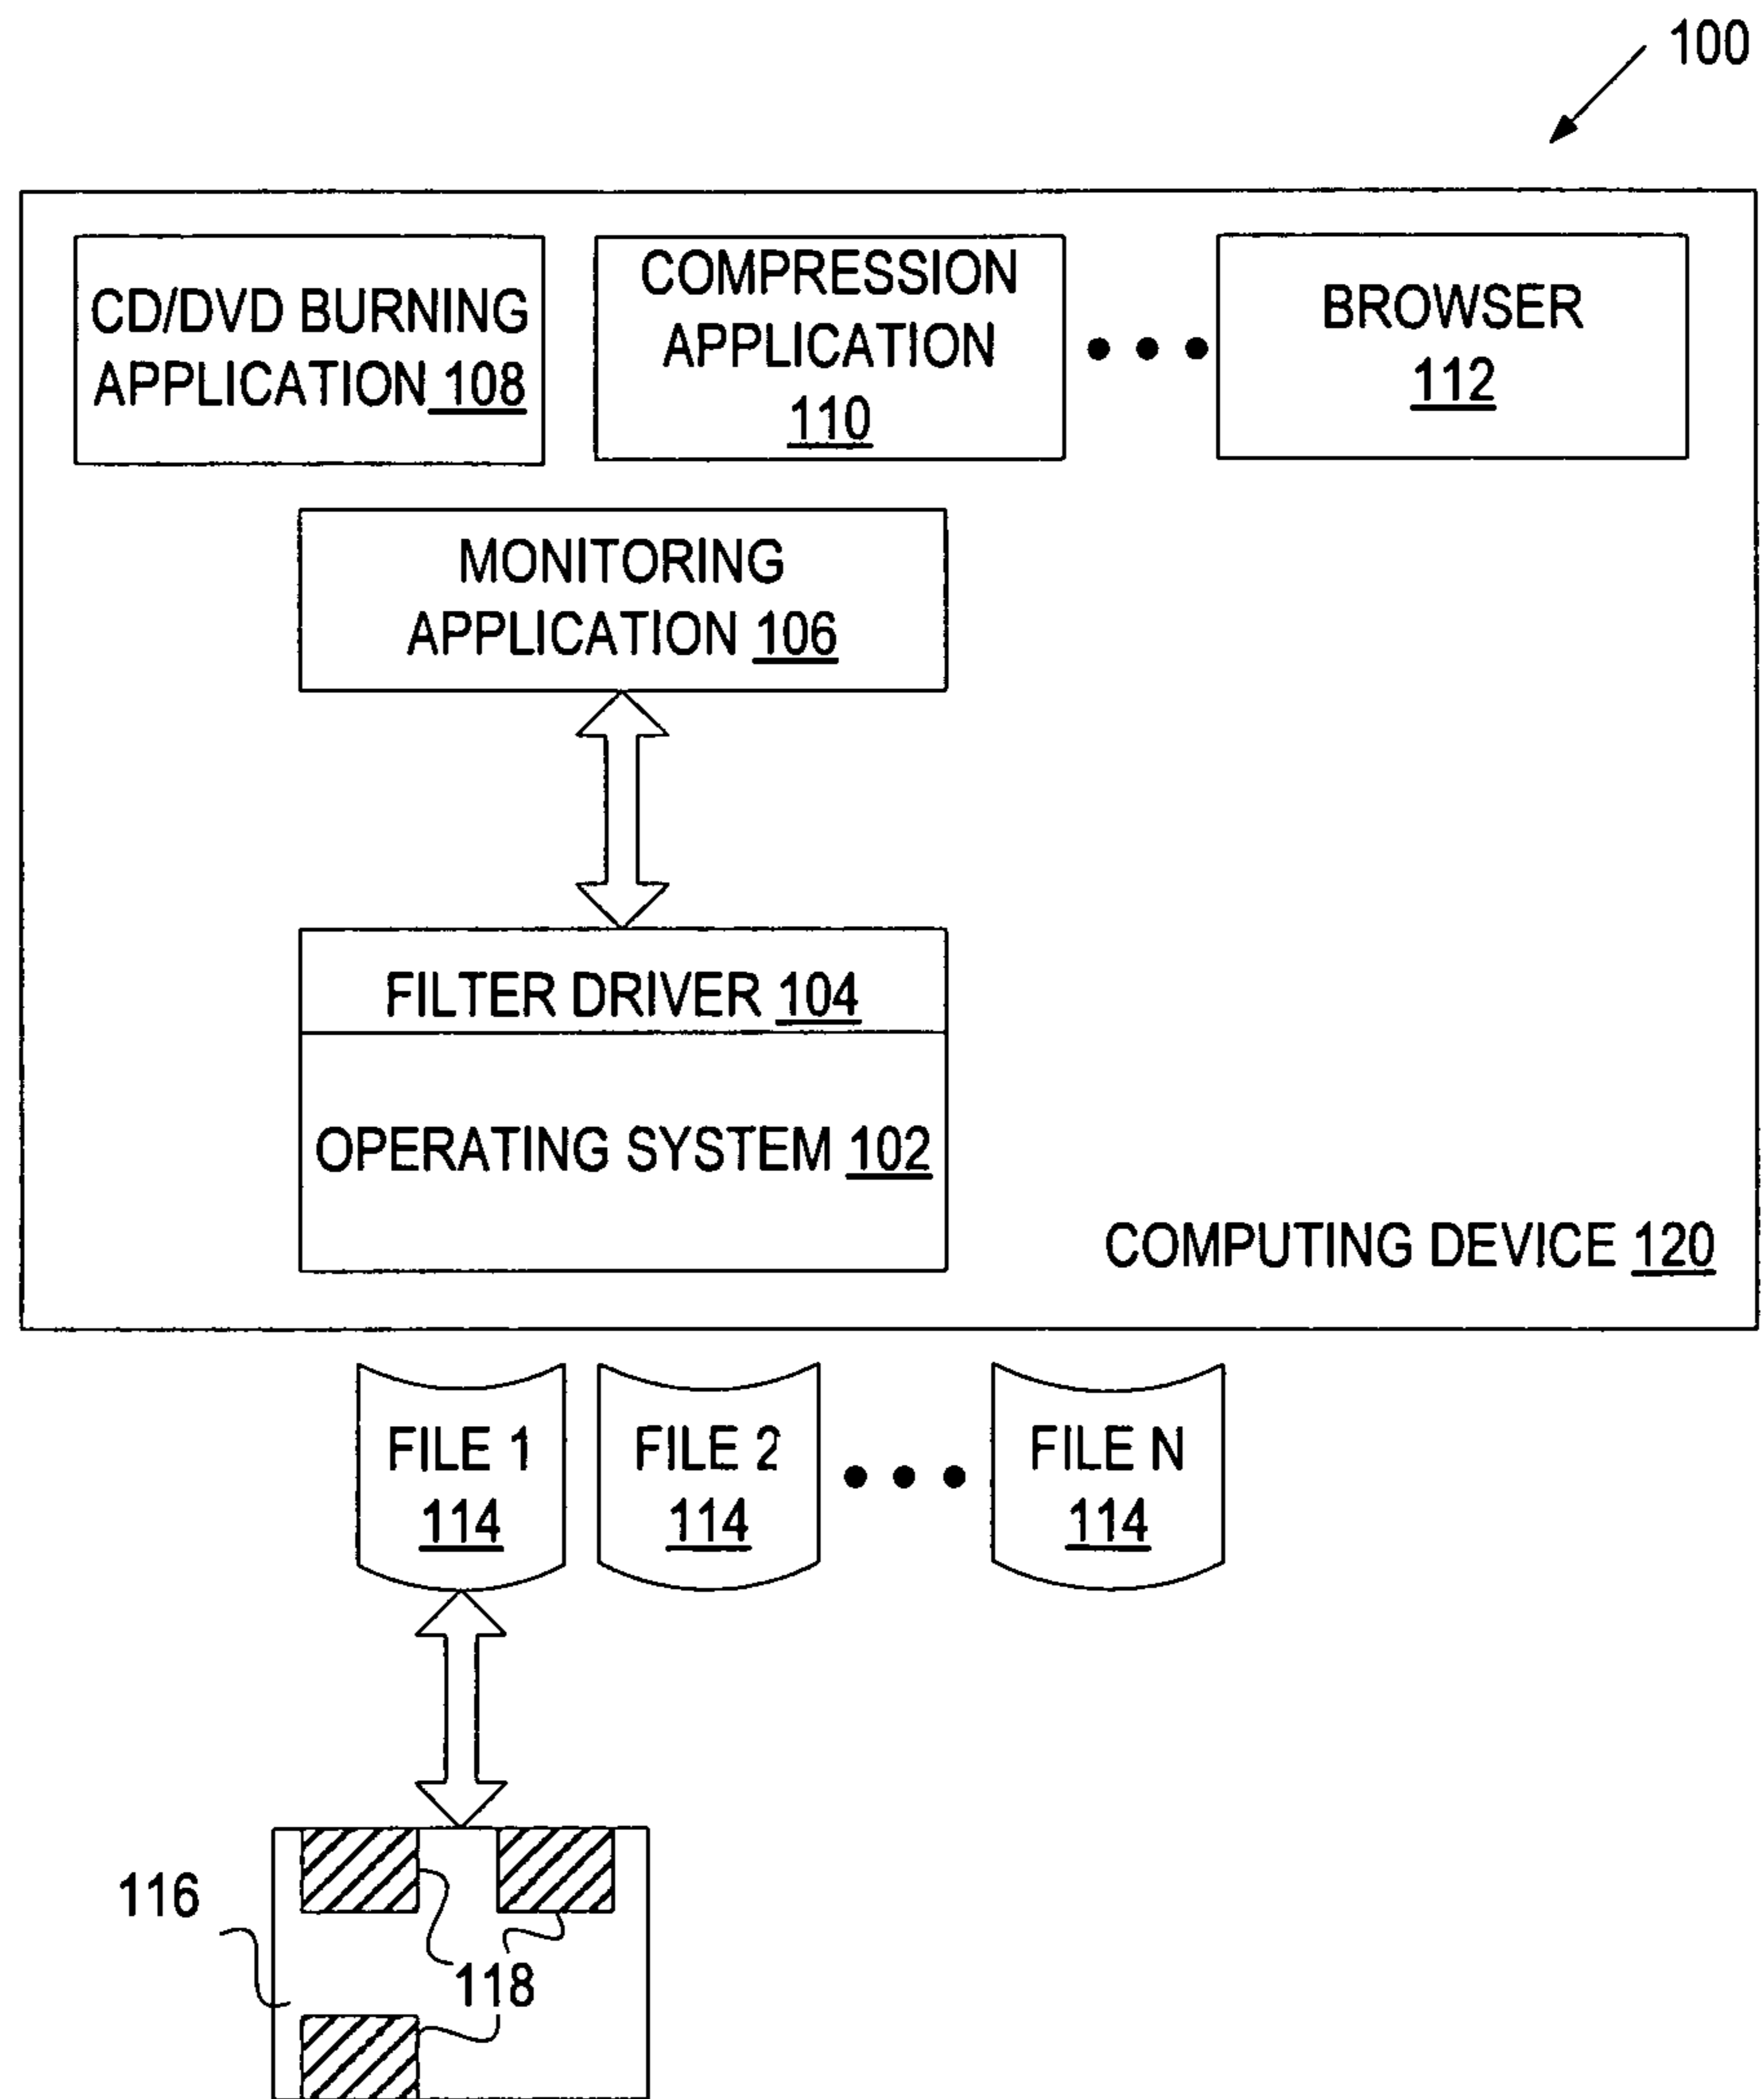 100
CD/DVD BURNING
APPLICATION 108
COMPRESSION
APPLICATION
110
BROWSER
112
MONITORING
APPLICATION 106
FILTER DRIVER 104
OPERATING SYSTEM 102
COMPUTING DEVICE 120
FILE 1
114
FILE 2
114
FILE N
114
116
118